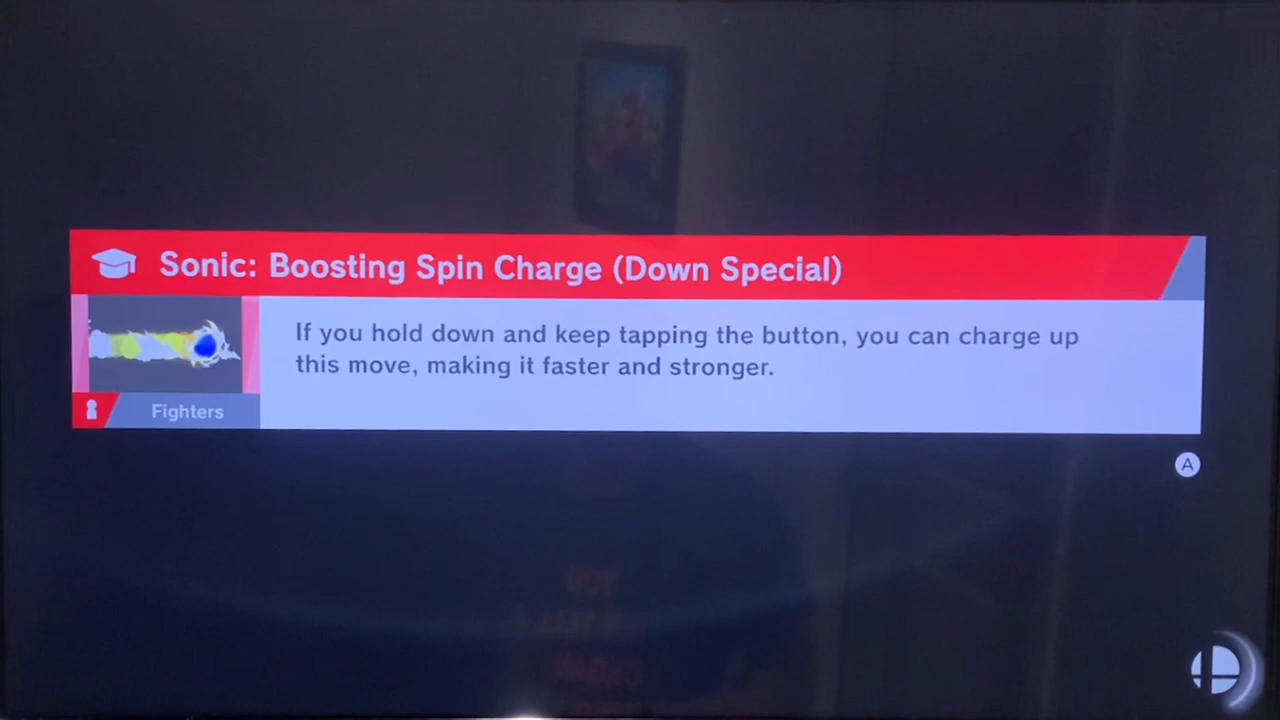 Sonic: Boosting Spin Charge (Down Special)
If you hold down and keep tapping the button, you can charge up
this move, making it faster and stronger.
Fighters
A